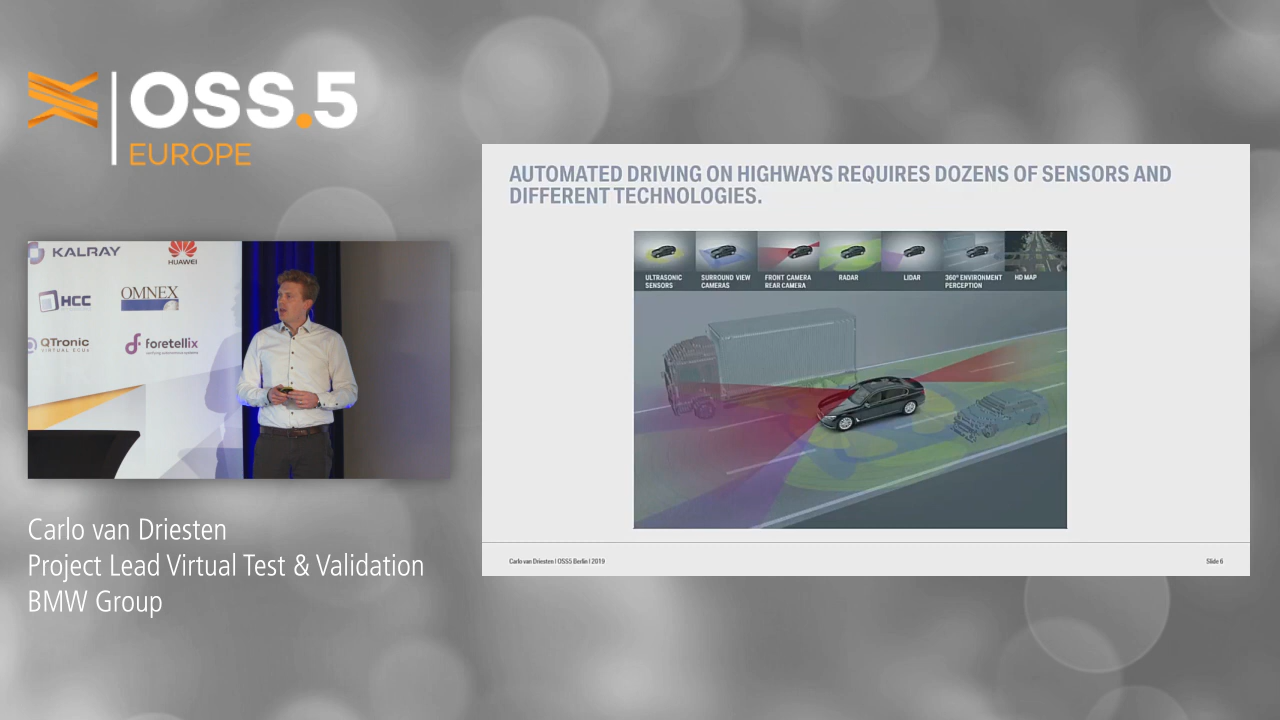 OSS.5
EUROPE
KALRAY
HUAWEI
HCC
OMNEX
QTronic
VIRTUAL ECUs
foretellix
Carlo van Driesten
Project Lead Virtual Test & Validation
BMW Group
AUTOMATED DRIVING ON HIGHWAYS REQUIRES DOZENS OF SENSORS AND
DIFFERENT TECHNOLOGIES.
ULTRASONIC
SENSORS
SURROUND VIEW
CAMERAS
FRONT CAMERA
REAR CAMERA
RADAR
LIDAR
360° ENVIRONMENT
PERCEPTION
HD MAP
Carlo van Driesten | OSS5 Berlin | 2019
Slide 6